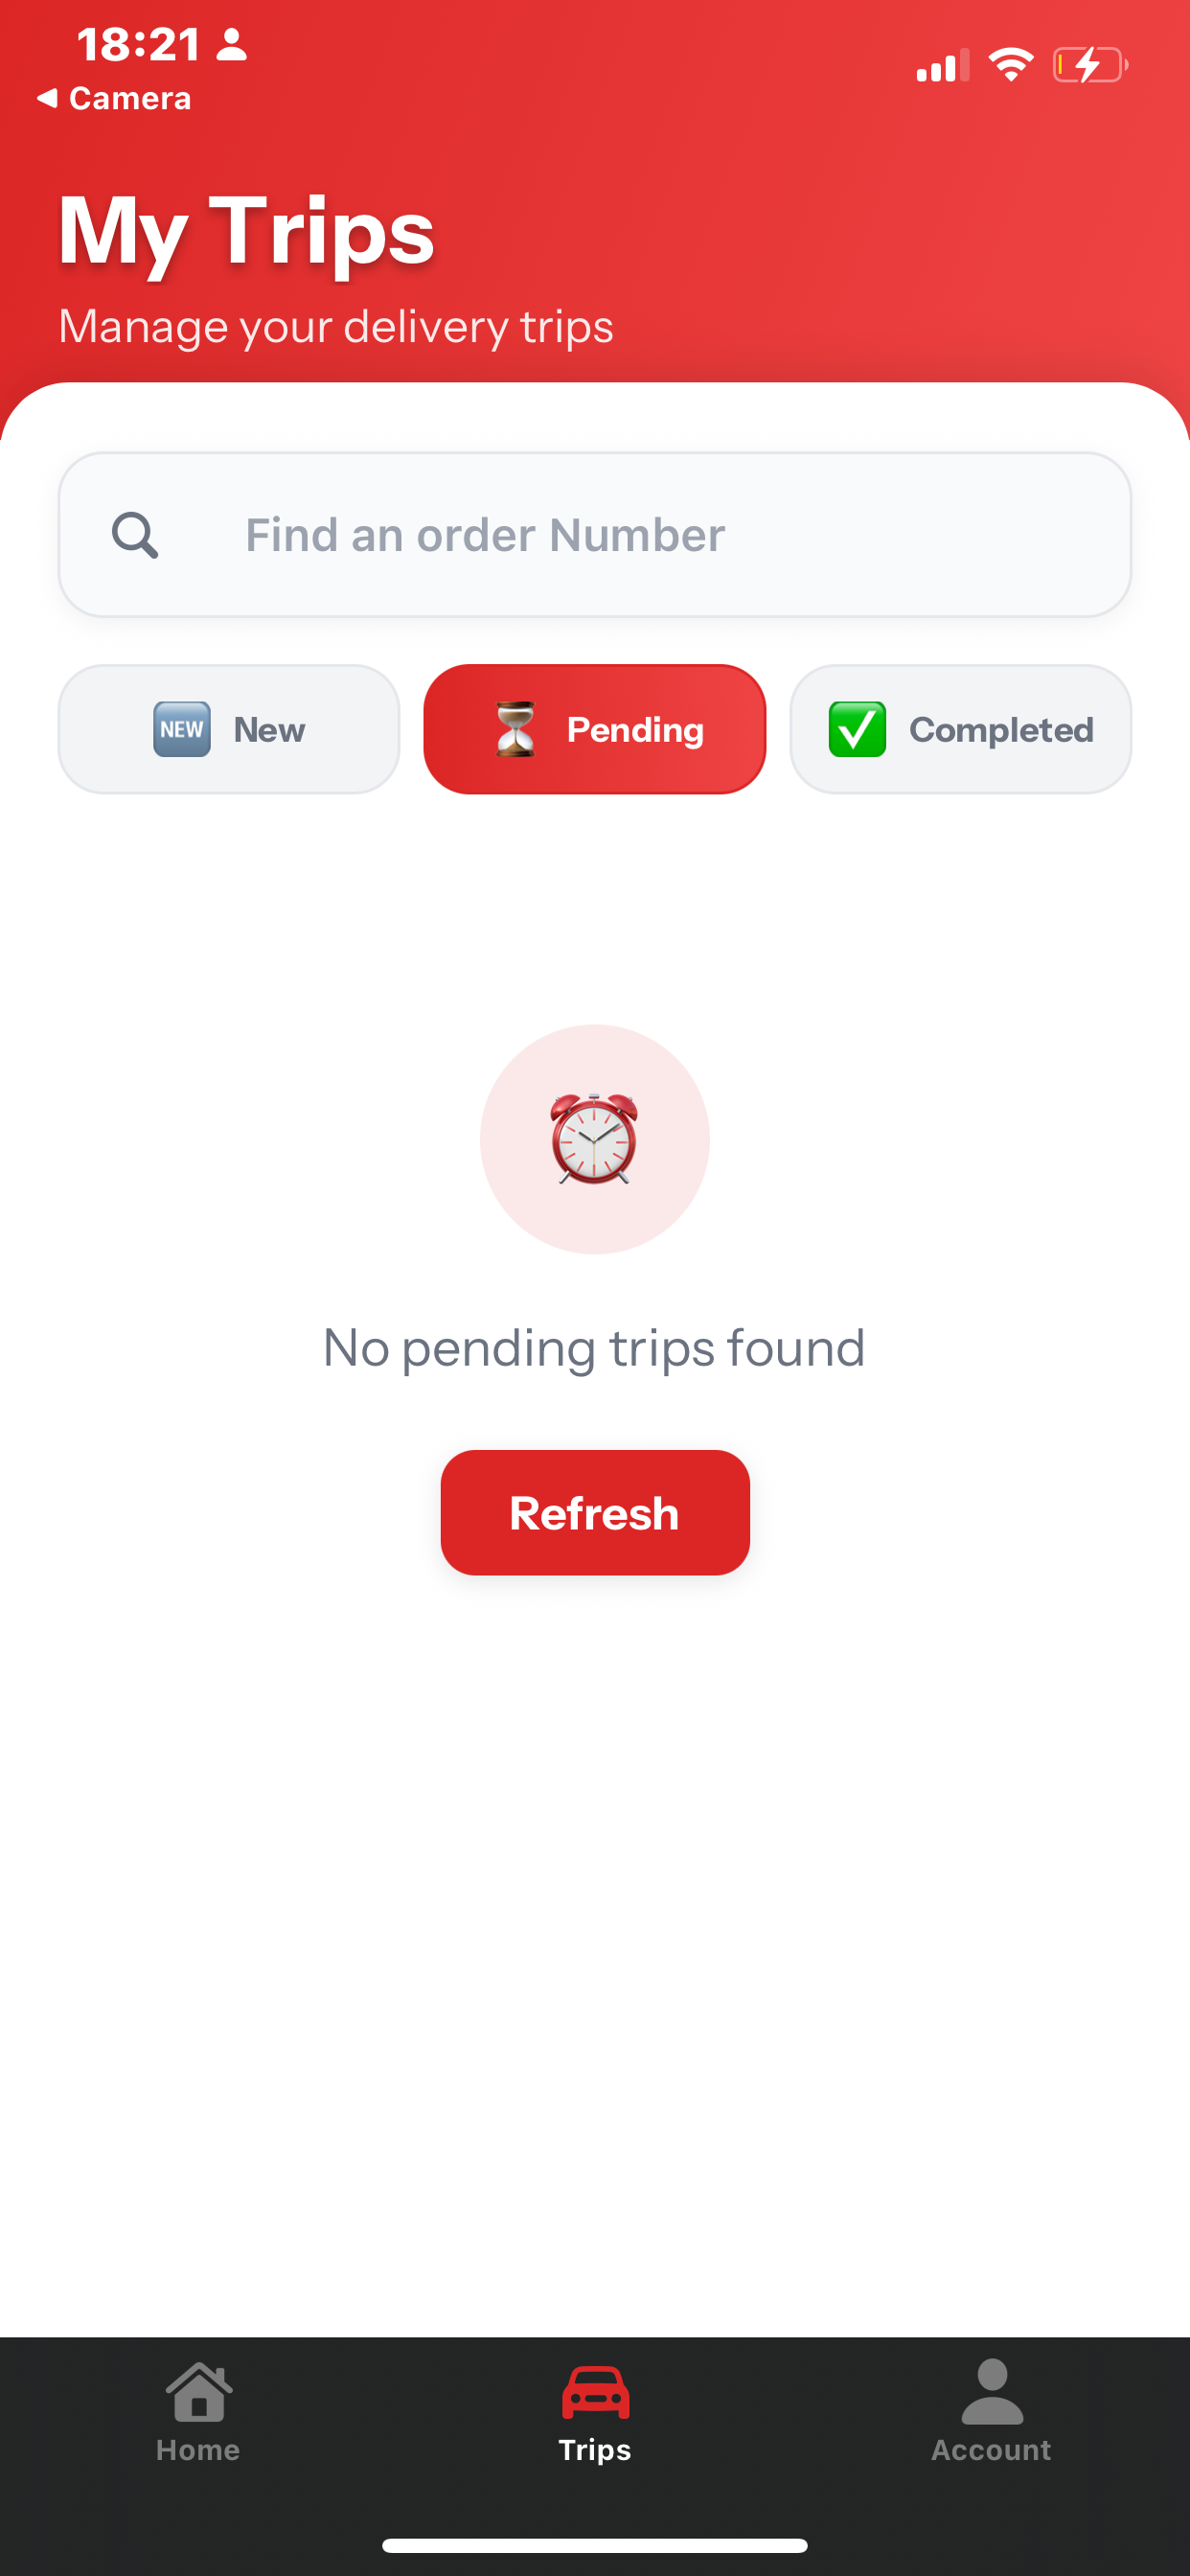 18:21
Camera
My Trips
Manage your delivery trips
Find an order Number
NEW New
Pending
Completed
No pending trips found
Refresh
Home
Trips
Account